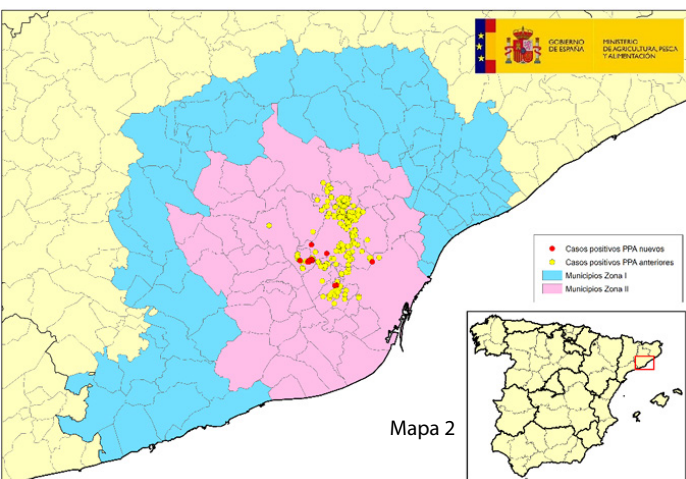 GOBIERNO
DE ESPAÑA
MINISTERIO
DE AGRICULTURA, PESCA
Y ALIMENTACIÓN
Casos positivos PPA nuevos
Casos positivos PPA anteriores
Municipios Zona I
Municipios Zona II
Mapa 2